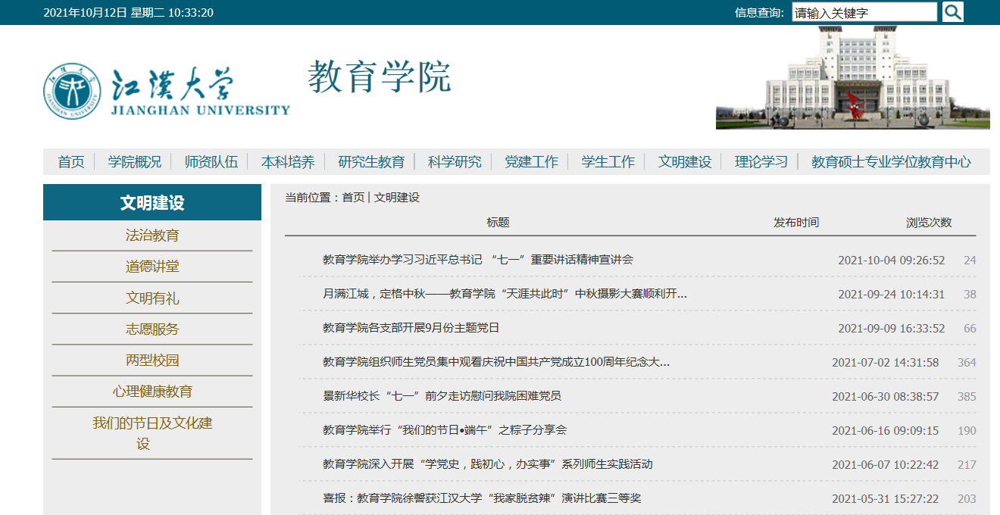 2021年10月12日 星期二 10:33:20
信息查询: 请输入关键字
江漢大学
JIANGHAN UNIVERSITY
教育学院
首页 学院概况 师资队伍 本科培养 研究生教育 科学研究 党建工作 学生工作 文明建设 理论学习 教育硕士专业学位教育中心
文明建设
法治教育
道德讲堂
文明有礼
志愿服务
两型校园
心理健康教育
我们的节日及文化建
设
当前位置：首页 | 文明建设
标题 发布时间 浏览次数
教育学院举办学习习近平总书记 “七一”重要讲话精神宣讲会 2021-10-04 09:26:52 24
月满江城，定格中秋——教育学院“天涯共此时”中秋摄影大赛顺利开... 2021-09-24 10:14:31 38
教育学院各支部开展9月份主题党日 2021-09-09 16:33:52 66
教育学院组织师生党员集中观看庆祝中国共产党成立100周年纪念大... 2021-07-02 14:31:58 364
景新华校长“七一”前夕走访慰问我院困难党员 2021-06-30 08:38:57 385
教育学院举行“我们的节日•端午”之粽子分享会 2021-06-16 09:09:15 190
教育学院深入开展“学党史，践初心，办实事”系列师生实践活动 2021-06-07 10:22:42 217
喜报：教育学院徐謦获江汉大学“我家脱贫辣”演讲比赛三等奖 2021-05-31 15:27:22 203